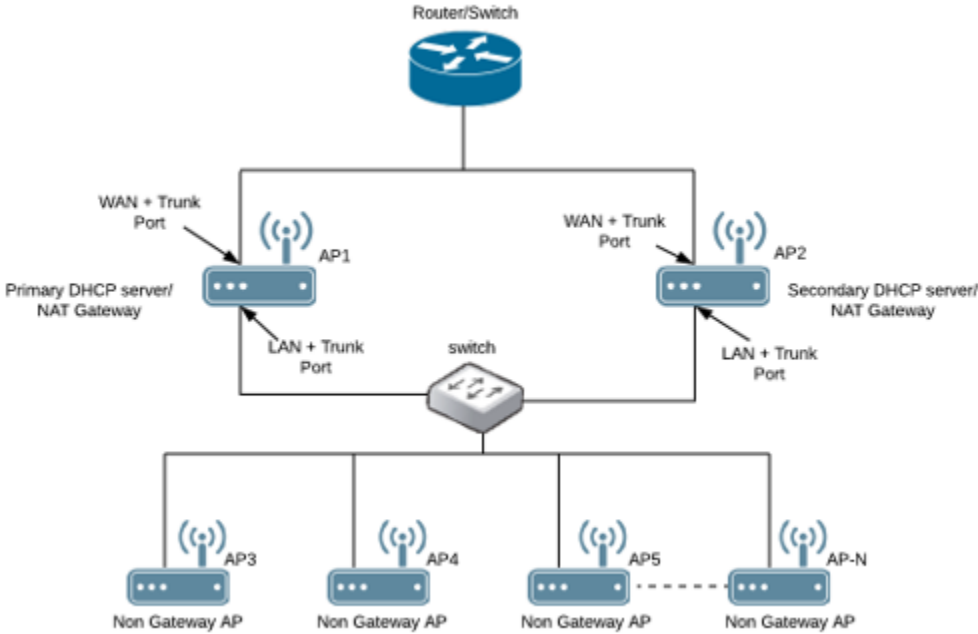 Router/Switch
WAN + Trunk
Port
AP1
Primary DHCP server/
NAT Gateway
LAN + Trunk
Port
WAN + Trunk
Port
AP2
Secondary DHCP server/
NAT Gateway
LAN + Trunk
Port
switch
AP3
Non Gateway AP
AP4
Non Gateway AP
AP5
Non Gateway AP
AP-N
Non Gateway AP